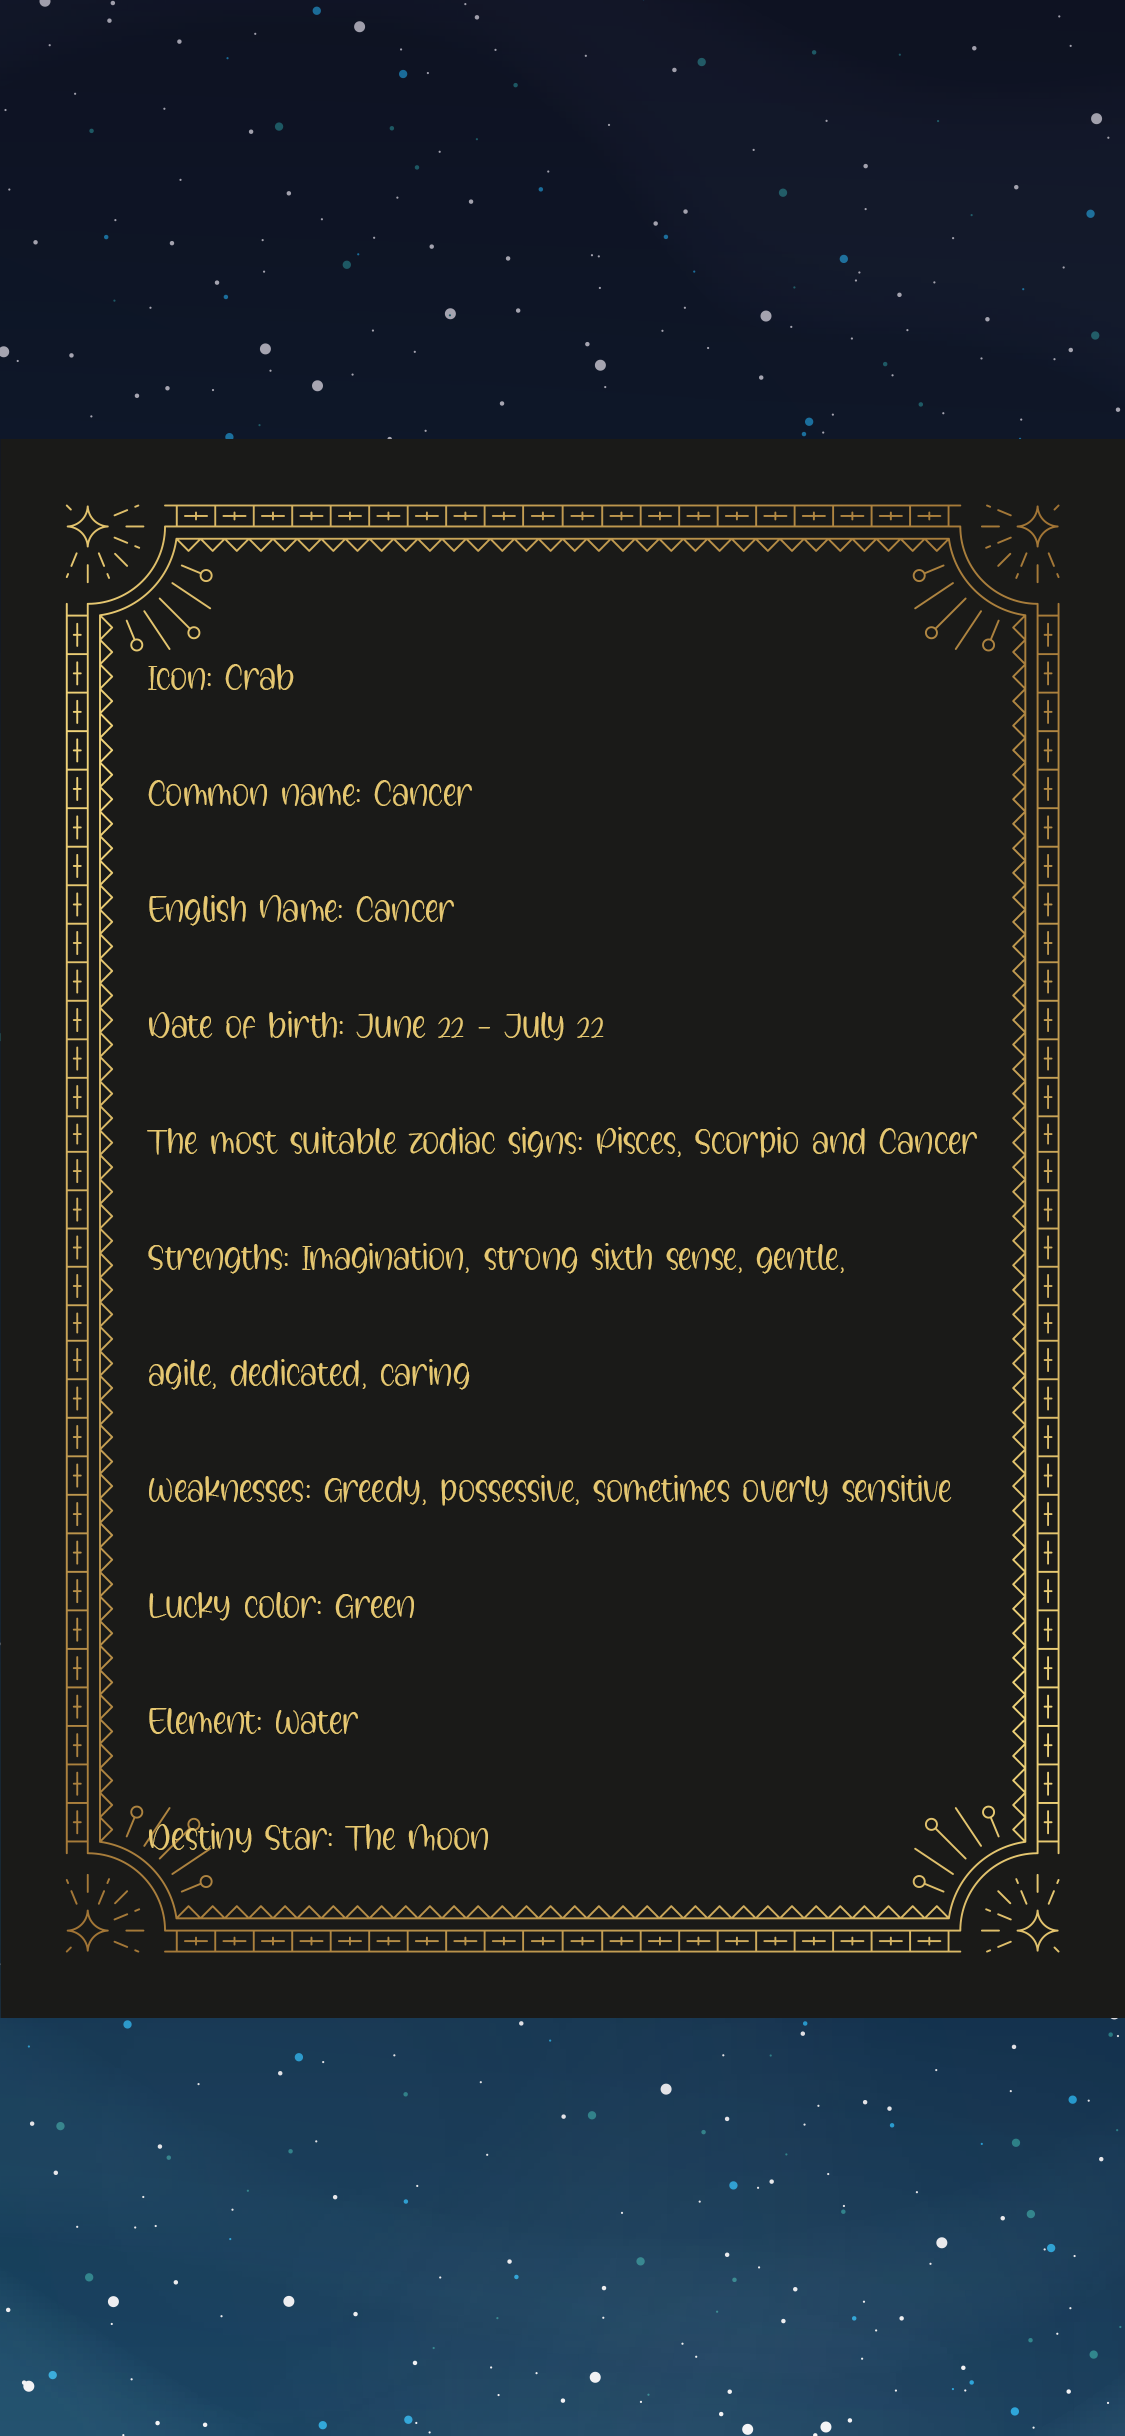 Icon: Crab
Common name: Cancer
English Name: Cancer
Date of birth: June 22 - July 22
The most suitable zodiac signs: Pisces, Scorpio and Cancer
Strengths: Imagination, strong sixth sense, gentle,
agile, dedicated, caring
Weaknesses: Greedy, possessive, sometimes overly sensitive
Lucky color: Green
Element: Water
Destiny Star: The Moon